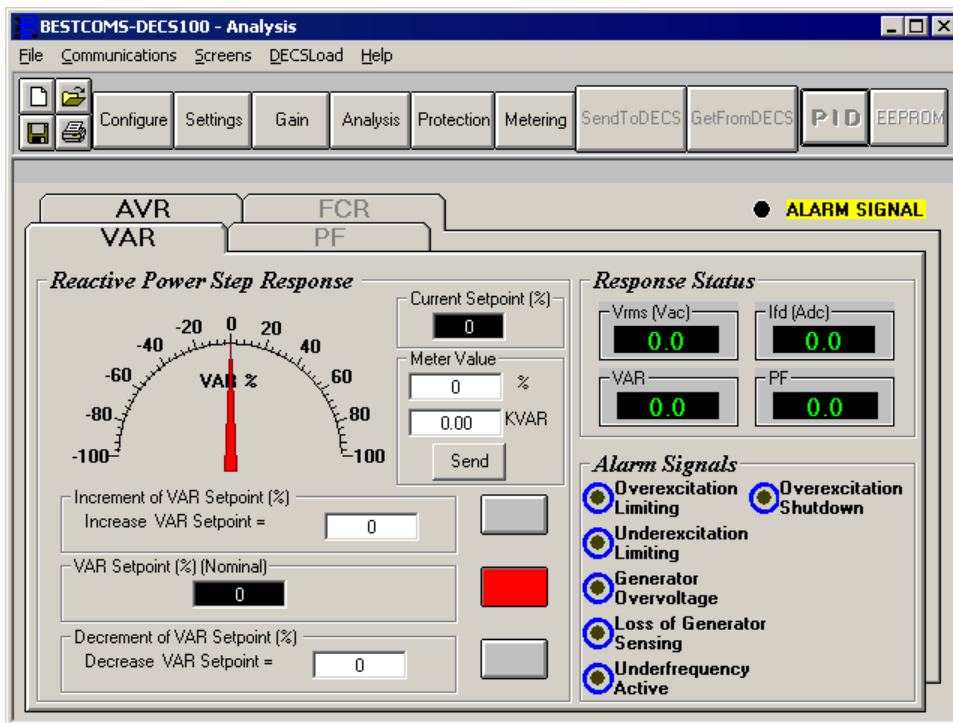 BESTCOMS-DECS100 - Analysis
File Communications Screens DECSLoad Help
Configure Settings Gain Analysis Protection Metering SendToDECS GetFromDECS PID EEPROM
AVR FCR
ALARM SIGNAL
VAR PF
Reactive Power Step Response
-100 -80 -60 -40 -20 0 20 40 60 80 100
VAR %
Current Setpoint (%)
0
Meter Value
0 %
0.00 KVAR
Send
Increment of VAR Setpoint (%)
Increase VAR Setpoint = 0
VAR Setpoint (%) (Nominal)
0
Decrement of VAR Setpoint (%)
Decrease VAR Setpoint = 0
Response Status
Vrms (Vac) Ifd (Adc)
0.0 0.0
VAR PF
0.0 0.0
Alarm Signals
Overexcitation Limiting
Overexcitation Shutdown
Underexcitation Limiting
Generator Overvoltage
Loss of Generator Sensing
Underfrequency Active